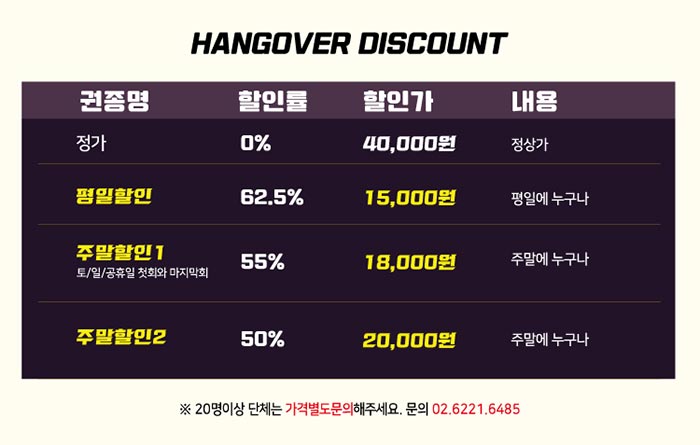 HANGOVER DISCOUNT
권종명 할인률 할인가 내용
정가 0% 40,000원 정상가
평일할인 62.5% 15,000원 평일에 누구나
주말할인1 55% 18,000원 주말에 누구나
토/일/공휴일 첫회와 마지막회
주말할인2 50% 20,000원 주말에 누구나
※ 20명이상 단체는 가격별도문의해주세요. 문의 02.6221.6485